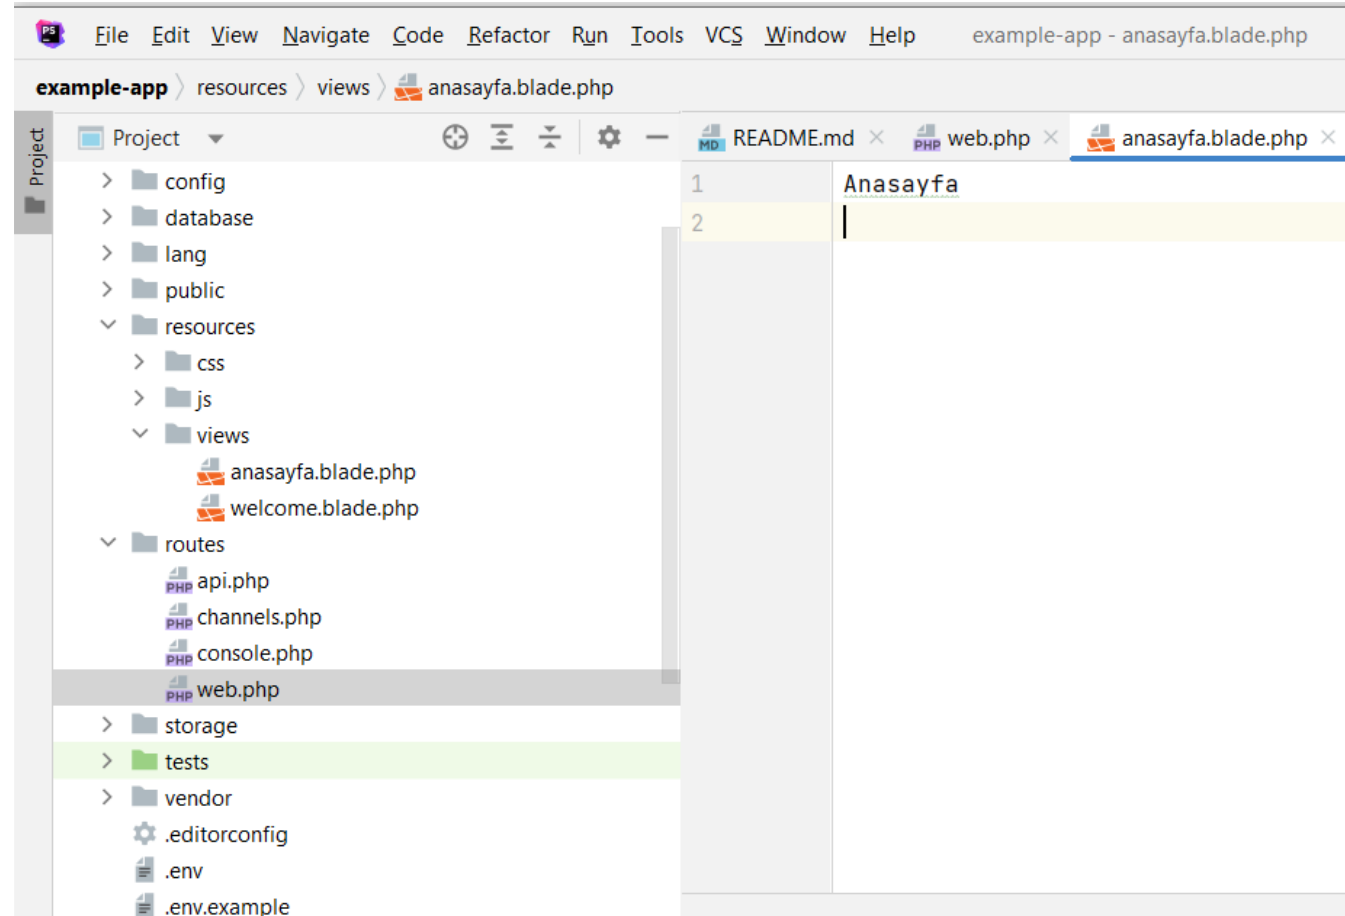 PS File Edit View Navigate Code Refactor Run Tools VCS Window Help example-app - anasayfa.blade.php
example-app resources views anasayfa.blade.php
Project
Project
README.md web.php anasayfa.blade.php
config
database
lang
public
resources
css
js
views
anasayfa.blade.php
welcome.blade.php
routes
api.php
channels.php
console.php
web.php
storage
tests
vendor
.editorconfig
.env
.env.example
1 Anasayfa
2